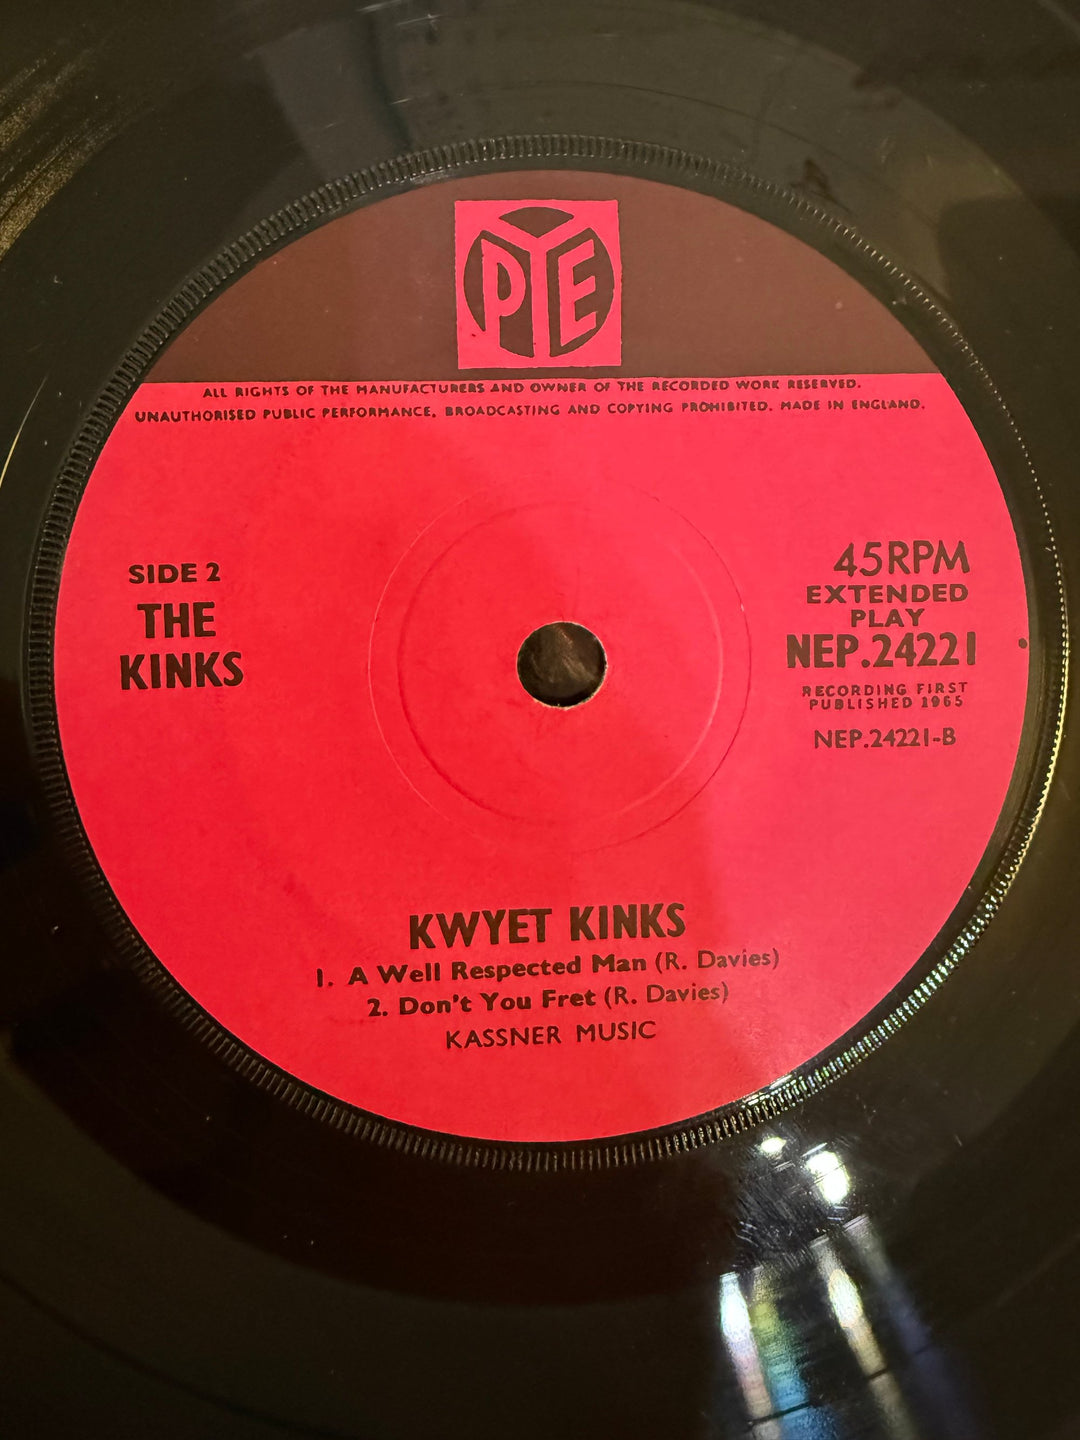 PYE
ALL RIGHTS OF THE MANUFACTURERS AND OWNER OF THE RECORDED WORK RESERVED.
UNAUTHORISED PUBLIC PERFORMANCE, BROADCASTING AND COPYING PROHIBITED. MADE IN ENGLAND.
SIDE 2
THE
KINKS
45RPM
EXTENDED
PLAY
NEP.24221
RECORDING FIRST
PUBLISHED 1965
NEP.24221-B
KWYET KINKS
1. A Well Respected Man (R. Davies)
2. Don't You Fret (R. Davies)
KASSNER MUSIC